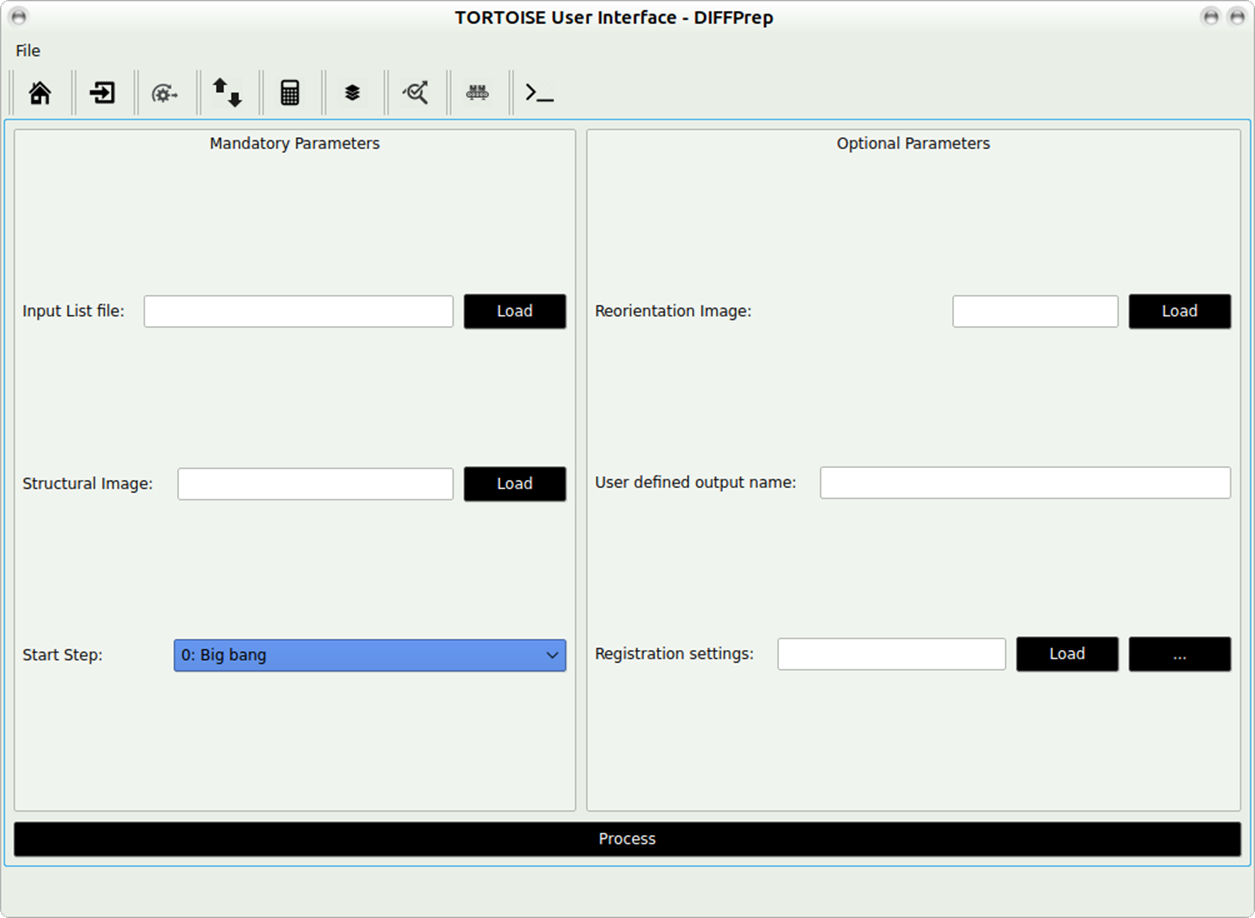 TORTOISE User Interface - DIFFPrep
File
Mandatory Parameters
Input List file:
Load
Structural Image:
Load
Start Step:
0: Big bang
Optional Parameters
Reorientation Image:
Load
User defined output name:
Registration settings:
Load
...
Process